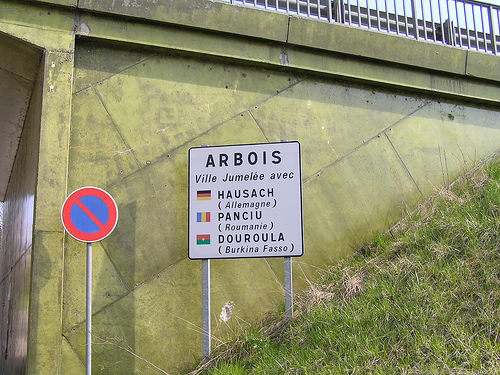 ARBOIS
Ville Jumelée avec
HAUSACH
(Allemagne)
PANCIU
(Roumanie)
DOUROULA
(Burkina Fasso)